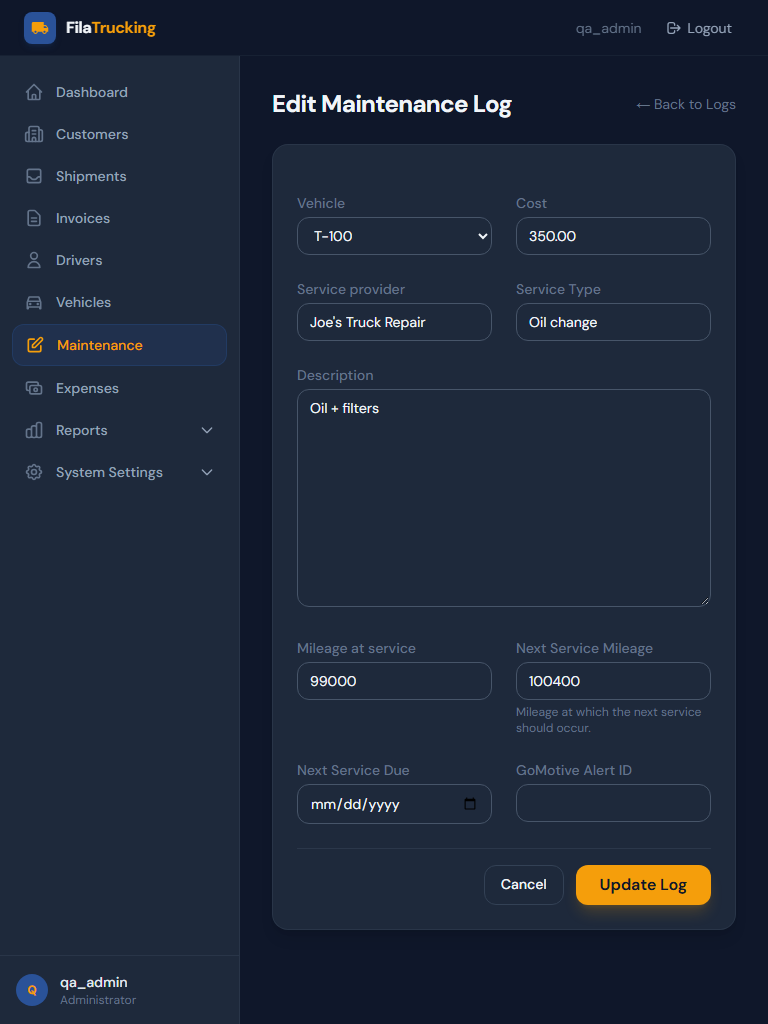 FilaTrucking
qa_admin
Logout
Dashboard
Customers
Shipments
Invoices
Drivers
Vehicles
Maintenance
Expenses
Reports
System Settings
Q
qa_admin
Administrator
Edit Maintenance Log
← Back to Logs
Vehicle
T-100
Cost
350.00
Service provider
Joe's Truck Repair
Service Type
Oil change
Description
Oil + filters
Mileage at service
99000
Next Service Mileage
100400
Mileage at which the next service
should occur.
Next Service Due
mm/dd/yyyy
GoMotive Alert ID
Cancel
Update Log